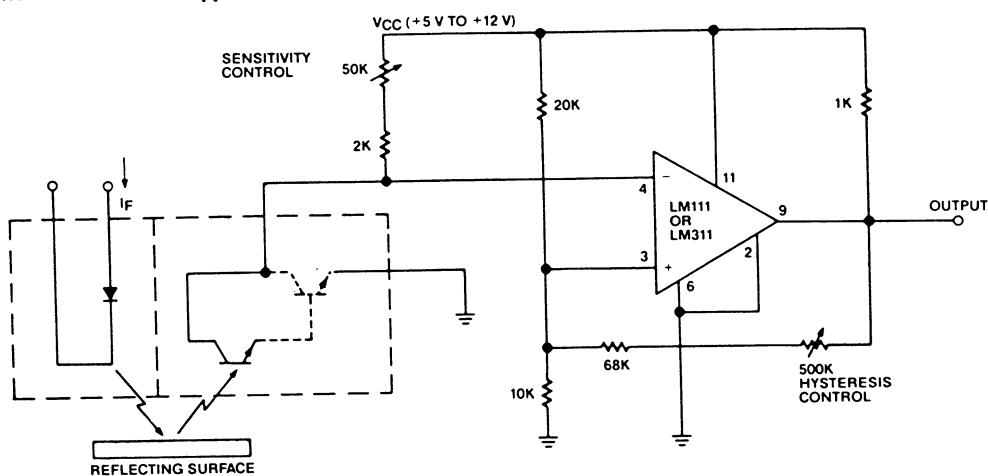 VCC (+5 V TO +12 V)
SENSITIVITY
CONTROL
50K
20K
1K
2K
IF
4
−
11
LM111
OR
LM311
9
OUTPUT
2
3
+
6
68K
500K
HYSTERESIS
CONTROL
10K
REFLECTING SURFACE